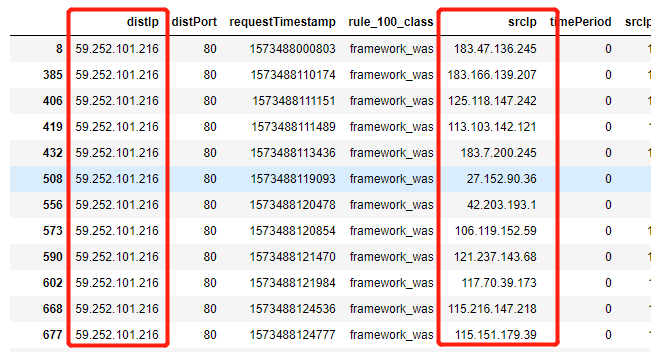 distIp distPort requestTimestamp rule_100_class srcIp timePeriod srcIp
8 59.252.101.216 80 1573488000803 framework_was 183.47.136.245 0 1
385 59.252.101.216 80 1573488110174 framework_was 183.166.139.207 0 1
406 59.252.101.216 80 1573488111151 framework_was 125.118.147.242 0 1
419 59.252.101.216 80 1573488111489 framework_was 113.103.142.121 0 1
432 59.252.101.216 80 1573488113436 framework_was 183.7.200.245 0 1
508 59.252.101.216 80 1573488119093 framework_was 27.152.90.36 0
556 59.252.101.216 80 1573488120478 framework_was 42.203.193.1 0
573 59.252.101.216 80 1573488120854 framework_was 106.119.152.59 0 1
590 59.252.101.216 80 1573488121470 framework_was 121.237.143.68 0 1
602 59.252.101.216 80 1573488121984 framework_was 117.70.39.173 0 1
668 59.252.101.216 80 1573488124536 framework_was 115.216.147.218 0 1
677 59.252.101.216 80 1573488124777 framework_was 115.151.179.39 0 1